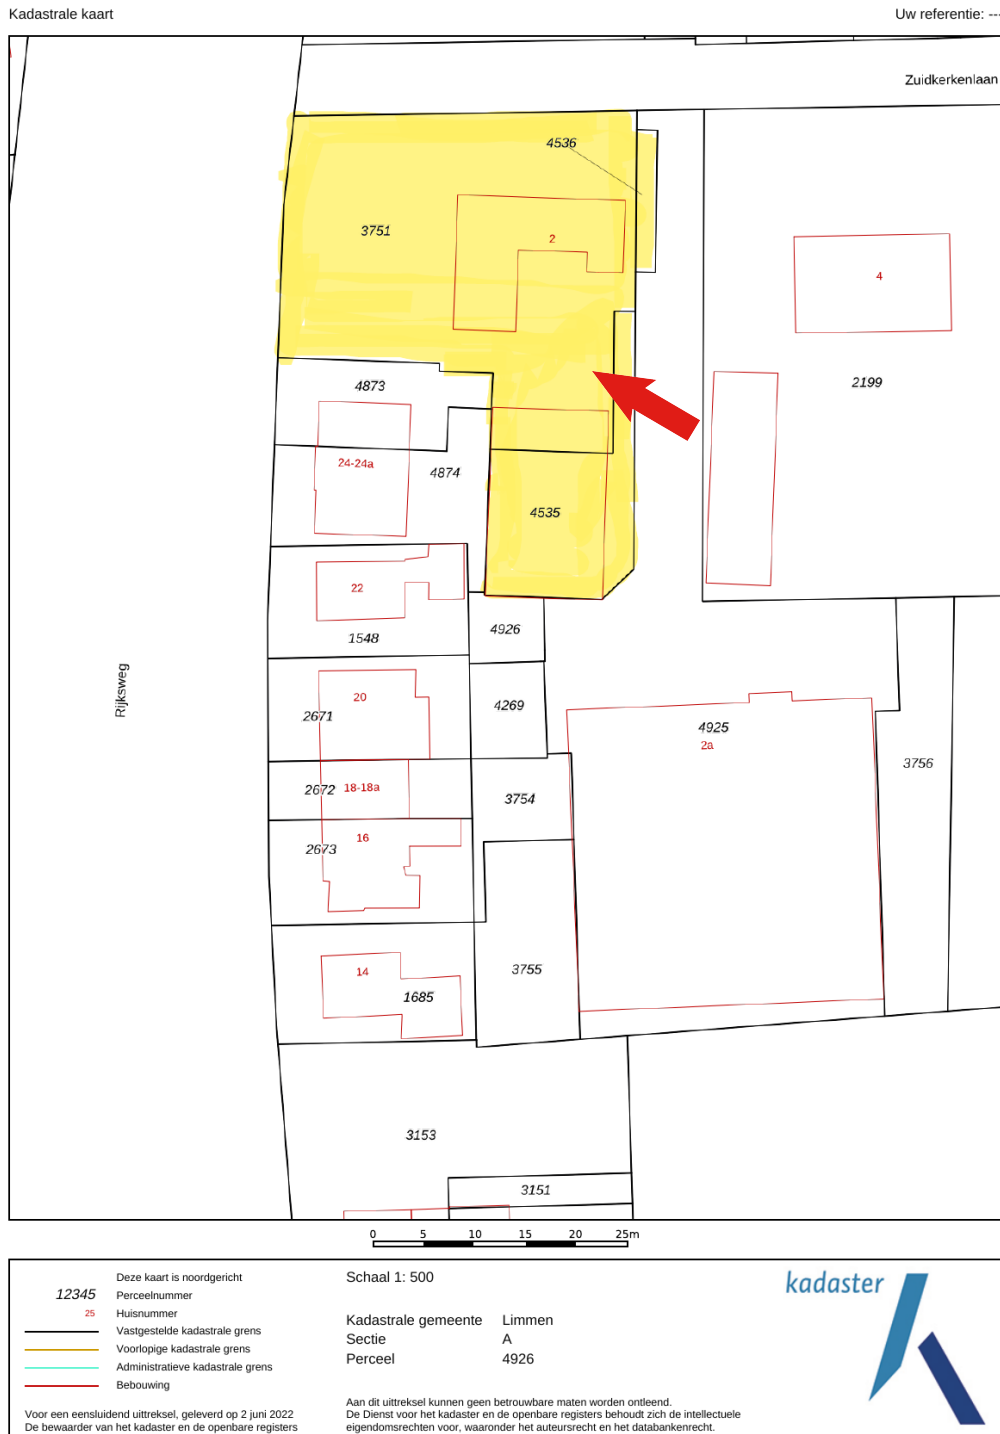 Kadastrale kaart
Uw referentie: ---
Zuidkerkenlaan
4536
3751
2
4
4873
2199
24-24a
4874
4535
22
1548
4926
20
2671
4269
4925
2a
Rijksweg
3756
2672
18-18a
3754
16
2673
14
3755
1685
3153
3151
0 5 10 15 20 25m
Deze kaart is noordgericht
12345 Perceelnummer
25 Huisnummer
Vastgestelde kadastrale grens
Voorlopige kadastrale grens
Administratieve kadastrale grens
Bebouwing
Voor een eensluidend uittreksel, geleverd op 2 juni 2022
De bewaarder van het kadaster en de openbare registers
Schaal 1: 500
Kadastrale gemeente Limmen
Sectie A
Perceel 4926
Aan dit uittreksel kunnen geen betrouwbare maten worden ontleend.
De Dienst voor het kadaster en de openbare registers behoudt zich de intellectuele
eigendomsrechten voor, waaronder het auteursrecht en het databankenrecht.
kadaster